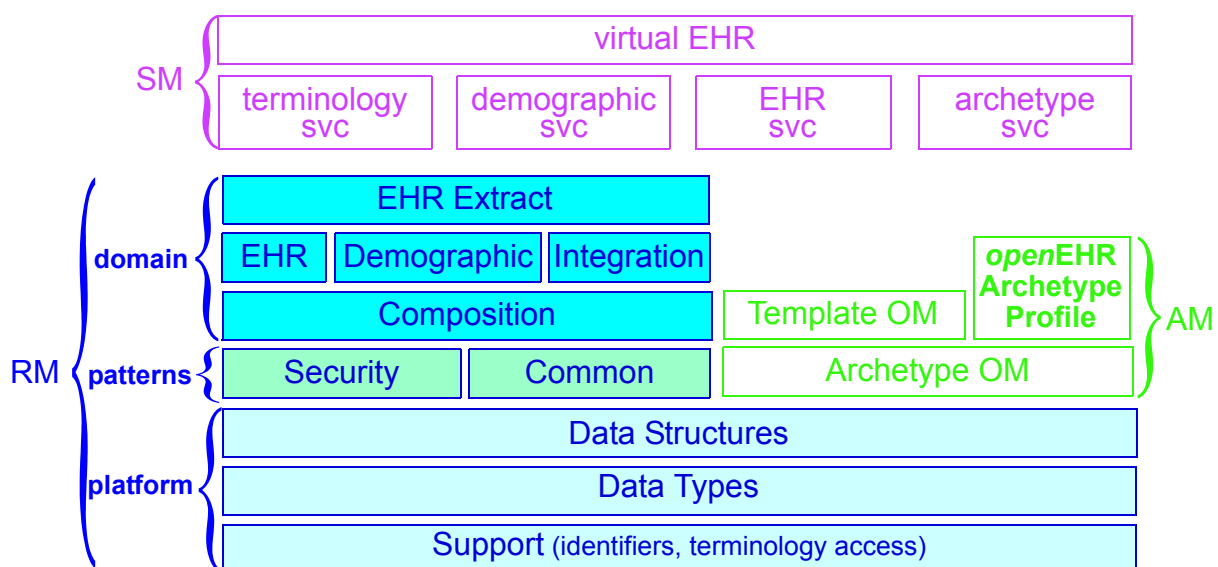 virtual EHR
SM
terminology
svc
demographic
svc
EHR
svc
archetype
svc
EHR Extract
domain
EHR
Demographic
Integration
openEHR
Archetype
Profile
Composition
Template OM
AM
RM
patterns
Security
Common
Archetype OM
Data Structures
platform
Data Types
Support (identifiers, terminology access)